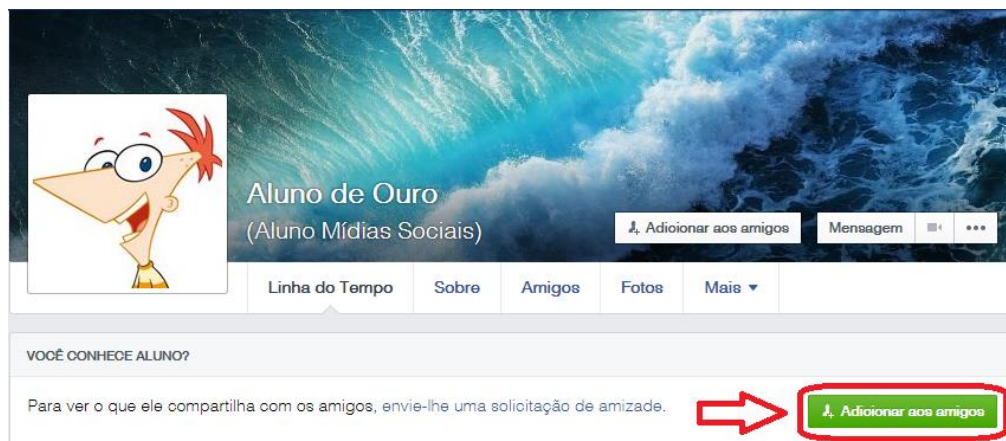 Aluno de Ouro
(Aluno Mídias Sociais)
Adicionar aos amigos
Mensagem
Linha do Tempo Sobre Amigos Fotos Mais
VOCÊ CONHECE ALUNO?
Para ver o que ele compartilha com os amigos, envie-lhe uma solicitação de amizade.
Adicionar aos amigos